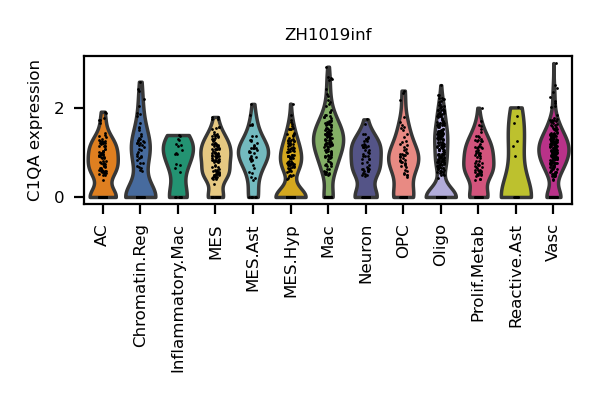 ZH1019inf
C1QA expression
2
0
AC
Chromatin.Reg
Inflammatory.Mac
MES
MES.Ast
MES.Hyp
Mac
Neuron
OPC
Oligo
Prolif.Metab
Reactive.Ast
Vasc